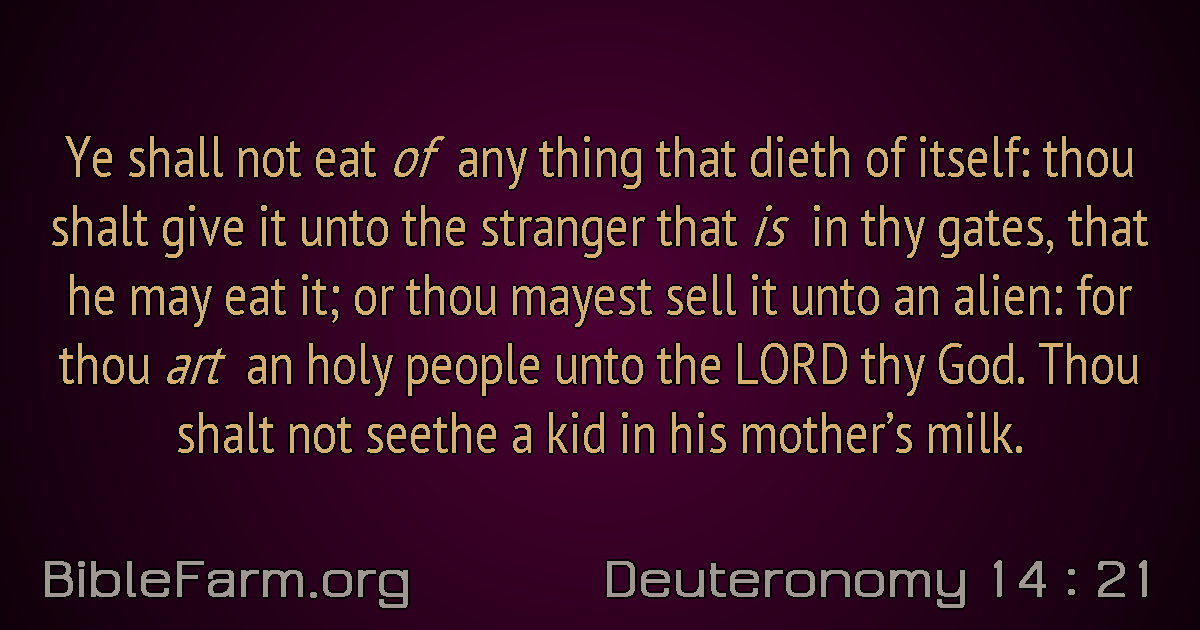 Ye shall not eat of any thing that dieth of itself: thou
shalt give it unto the stranger that is in thy gates, that
he may eat it; or thou mayest sell it unto an alien: for
thou art an holy people unto the LORD thy God. Thou
shalt not seethe a kid in his mother’s milk.
BibleFarm.org
Deuteronomy 14 : 21